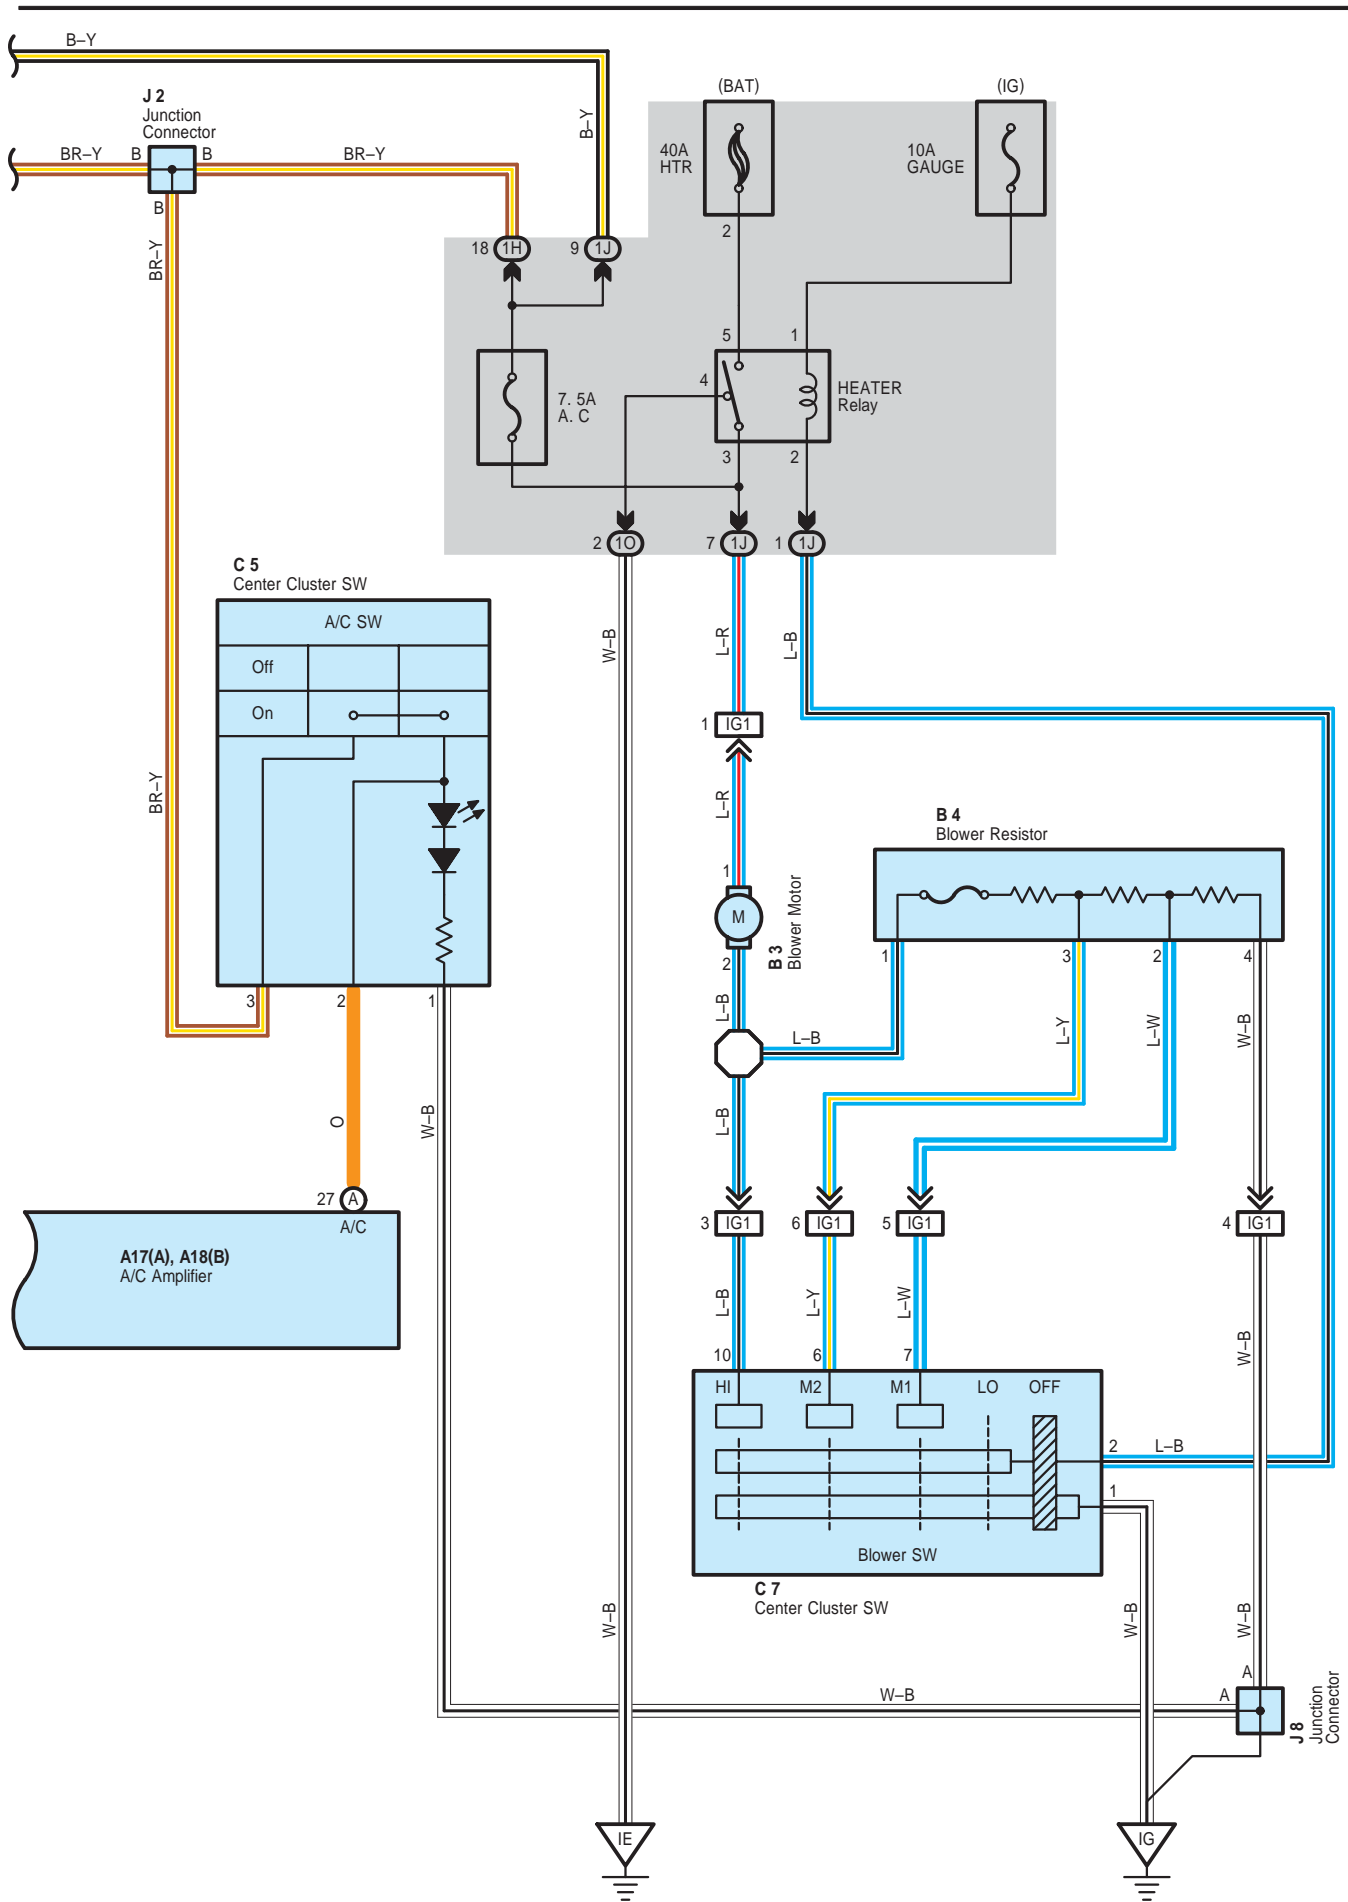 B–Y
J 2
Junction
Connector
BR–Y
B
B
BR–Y
B
B–Y
BR–Y
(BAT)
(IG)
40A
HTR
10A
GAUGE
2
18
1H
9
1J
5
1
4
HEATER
Relay
7. 5A
A. C
3
2
2
1O
7
1J
1
1J
C 5
Center Cluster SW
A/C SW
Off
On
W–B
L–R
L–B
1
IG1
BR–Y
L–R
B 4
Blower Resistor
1
M
B 3
Blower Motor
2
1
3
2
4
3
2
1
L–B
L–B
L–Y
L–W
W–B
O
W–B
L–B
27
A
A/C
3
IG1
6
IG1
5
IG1
4
IG1
A17(A), A18(B)
A/C Amplifier
L–B
L–Y
L–W
W–B
10
6
7
HI
M2
M1
LO
OFF
2
L–B
1
Blower SW
C 7
Center Cluster SW
W–B
W–B
W–B
W–B
A
A
J 8
Junction
Connector
IE
IG